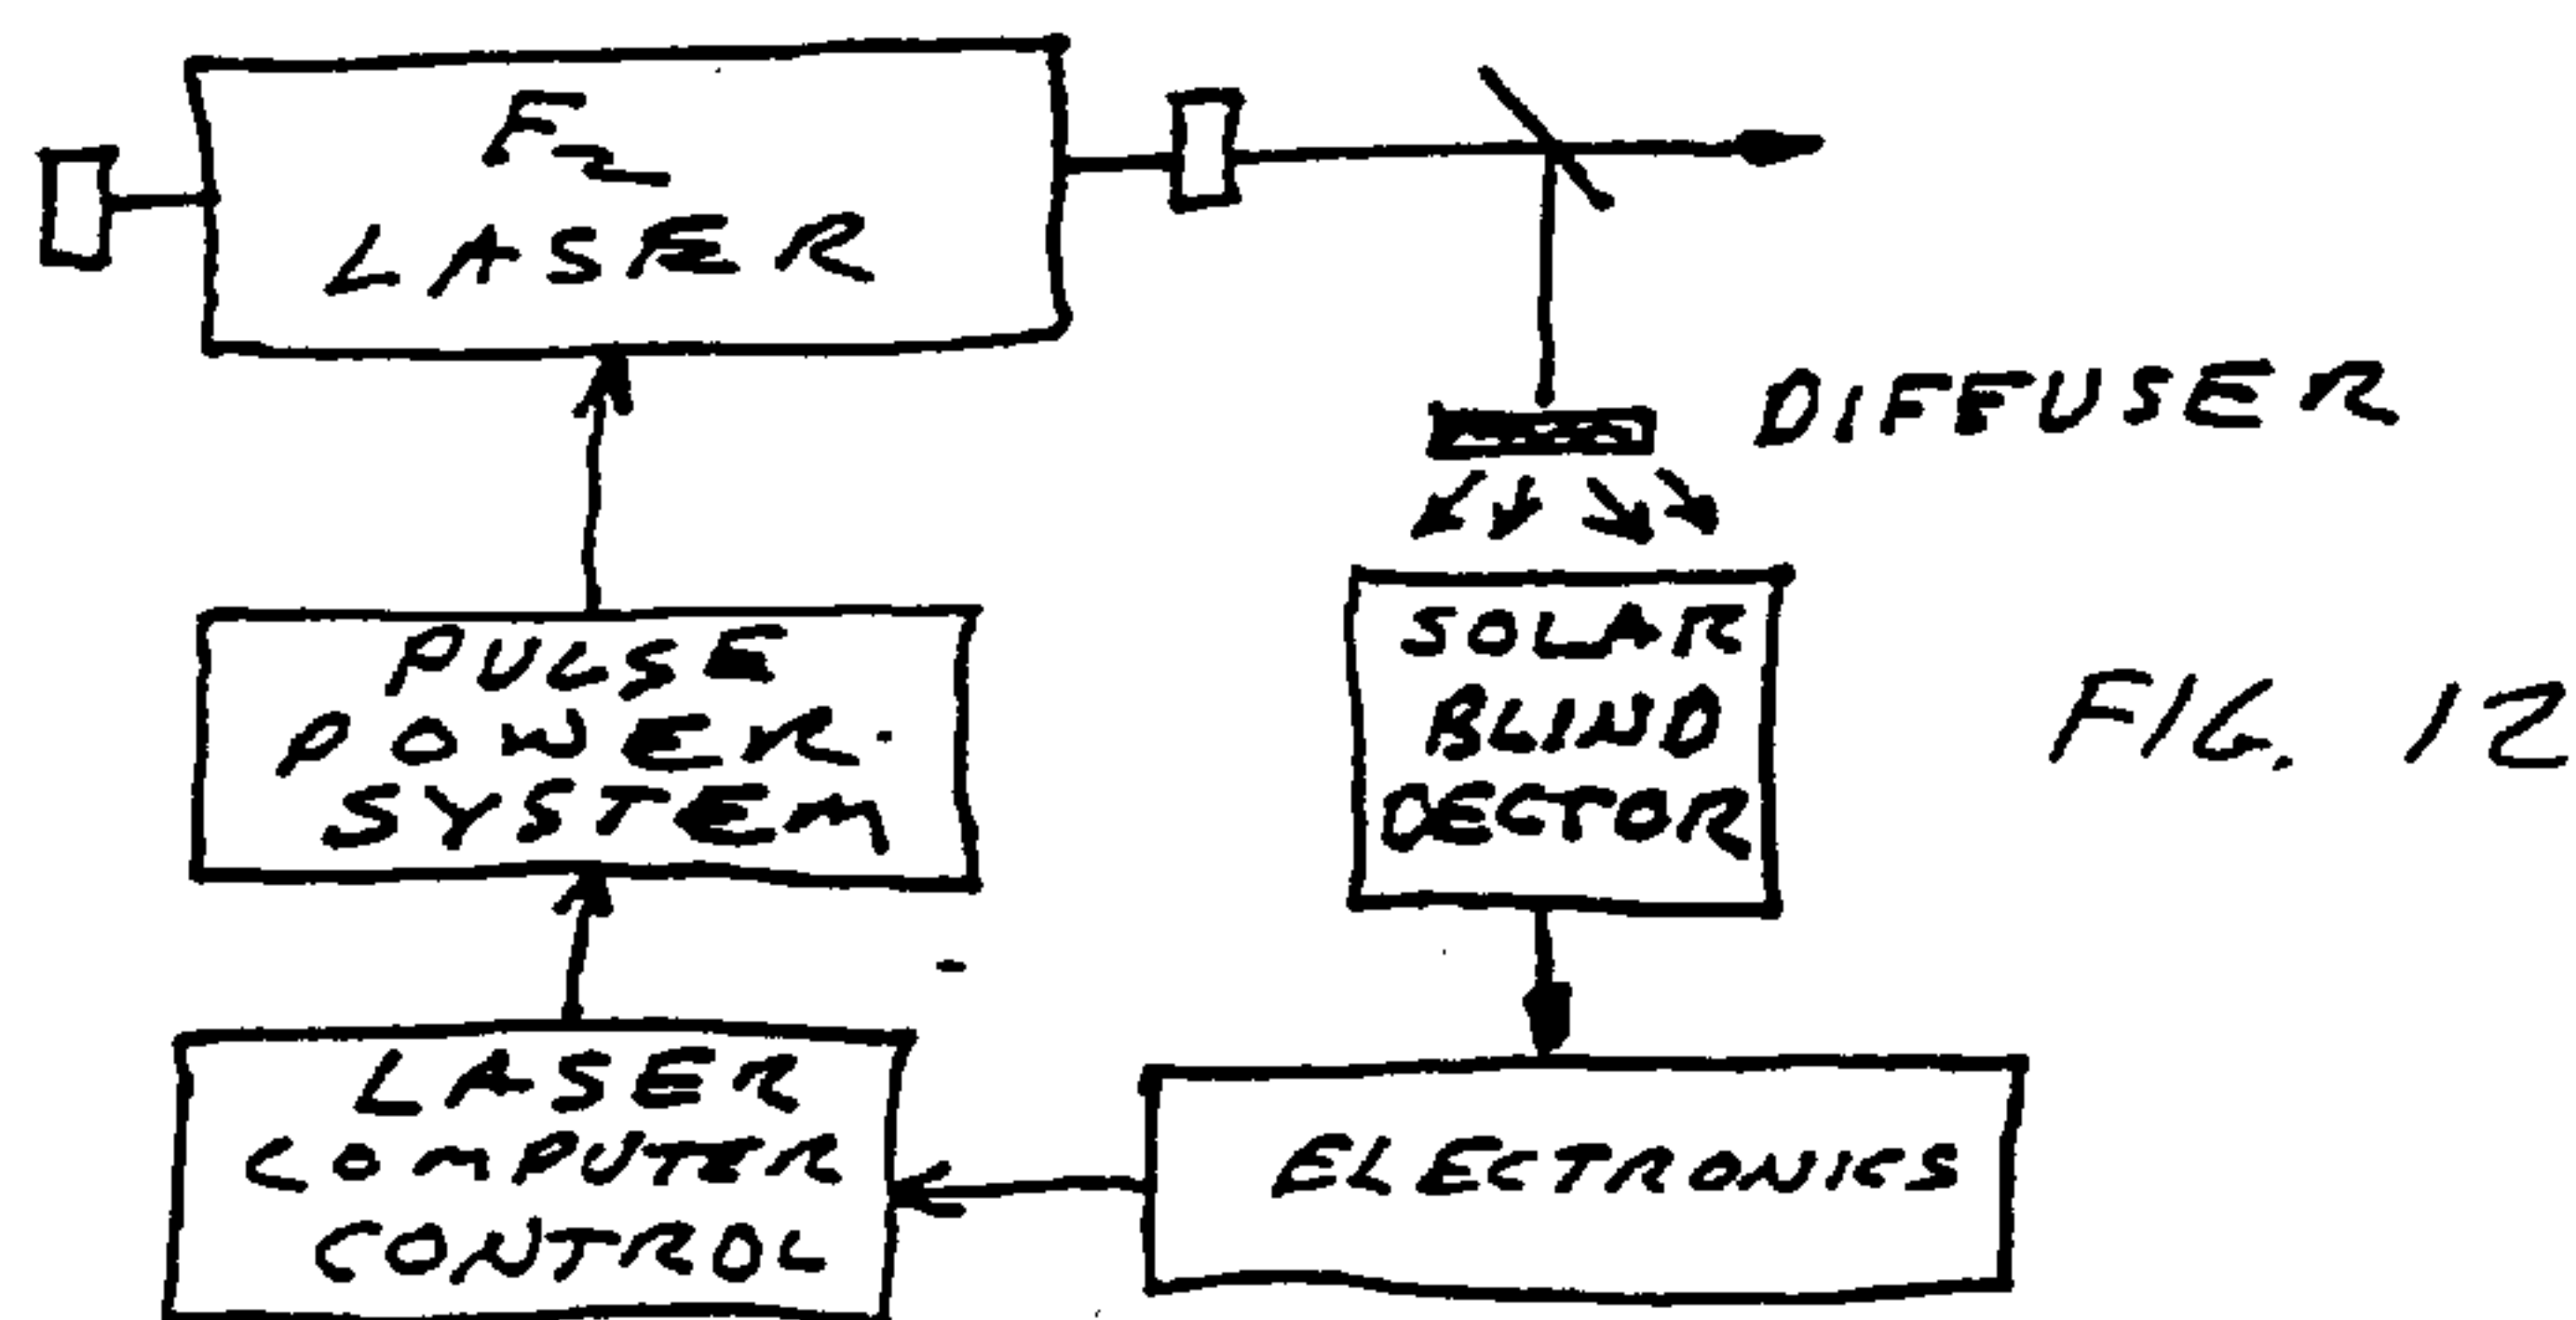 F2
LASER
DIFFUSER
PULSE
POWER
SYSTEM
SOLAR
BLIND
DECTOR
FIG. 12
LASER
COMPUTER
CONTROL
ELECTRONICS